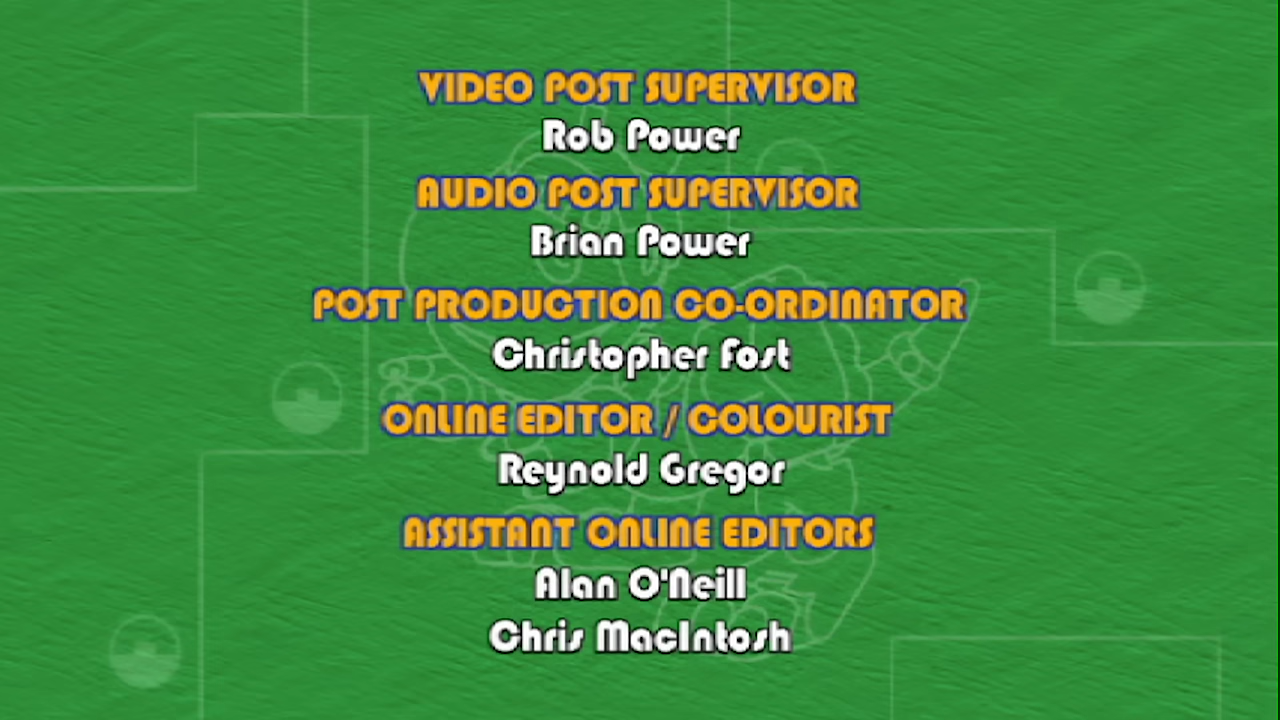 VIDEO POST SUPERVISOR
Rob Power
AUDIO POST SUPERVISOR
Brian Power
POST PRODUCTION CO-ORDINATOR
Christopher Fost
ONLINE EDITOR / COLOURIST
Reynold Gregor
ASSISTANT ONLINE EDITORS
Alan O'Neill
Chris MacIntosh